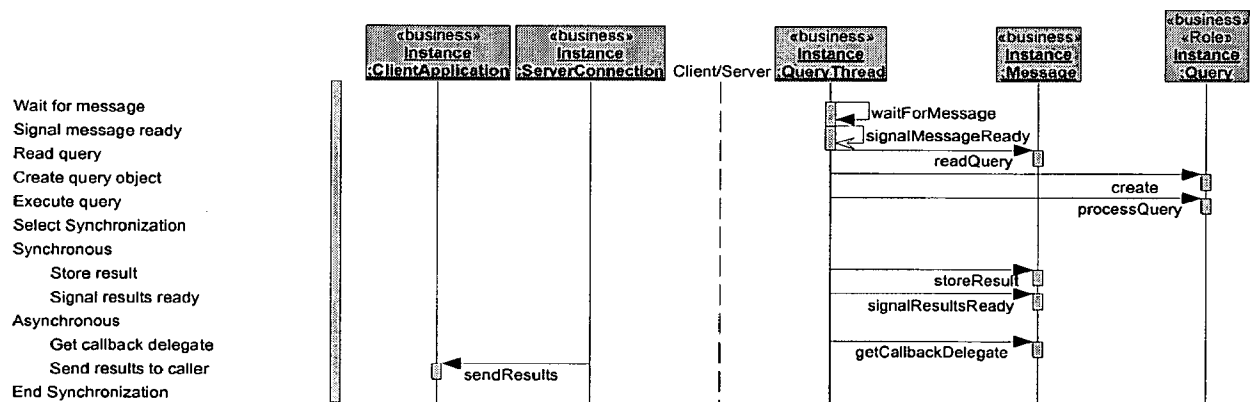 «business»
Instance
:ClientApplication
«business»
Instance
:ServerConnection
Client/Server
«business»
Instance
:QueryThread
«business»
Instance
:Message
«business»
«Role»
Instance
:Query
Wait for message
waitForMessage
Signal message ready
signalMessageReady
Read query
readQuery
Create query object
create
Execute query
processQuery
Select Synchronization
Synchronous
Store result
storeResult
Signal results ready
signalResultsReady
Asynchronous
Get callback delegate
getCallbackDelegate
Send results to caller
sendResults
End Synchronization